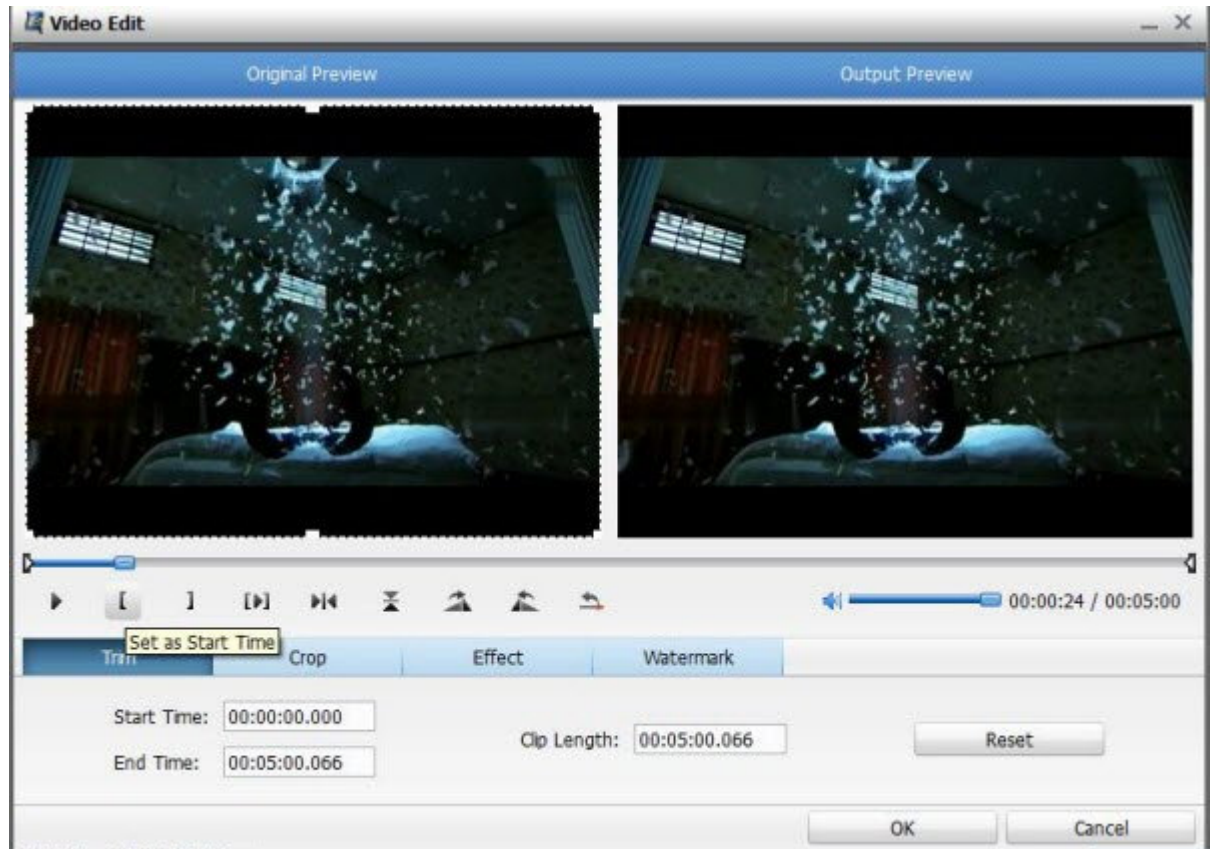 Video Edit
Original Preview Output Preview
[ ] 00:00:24 / 00:05:00
Set as Start Time
Trim Crop Effect Watermark
Start Time: 00:00:00.000
Clip Length: 00:05:00.066 Reset
End Time: 00:05:00.066
OK Cancel